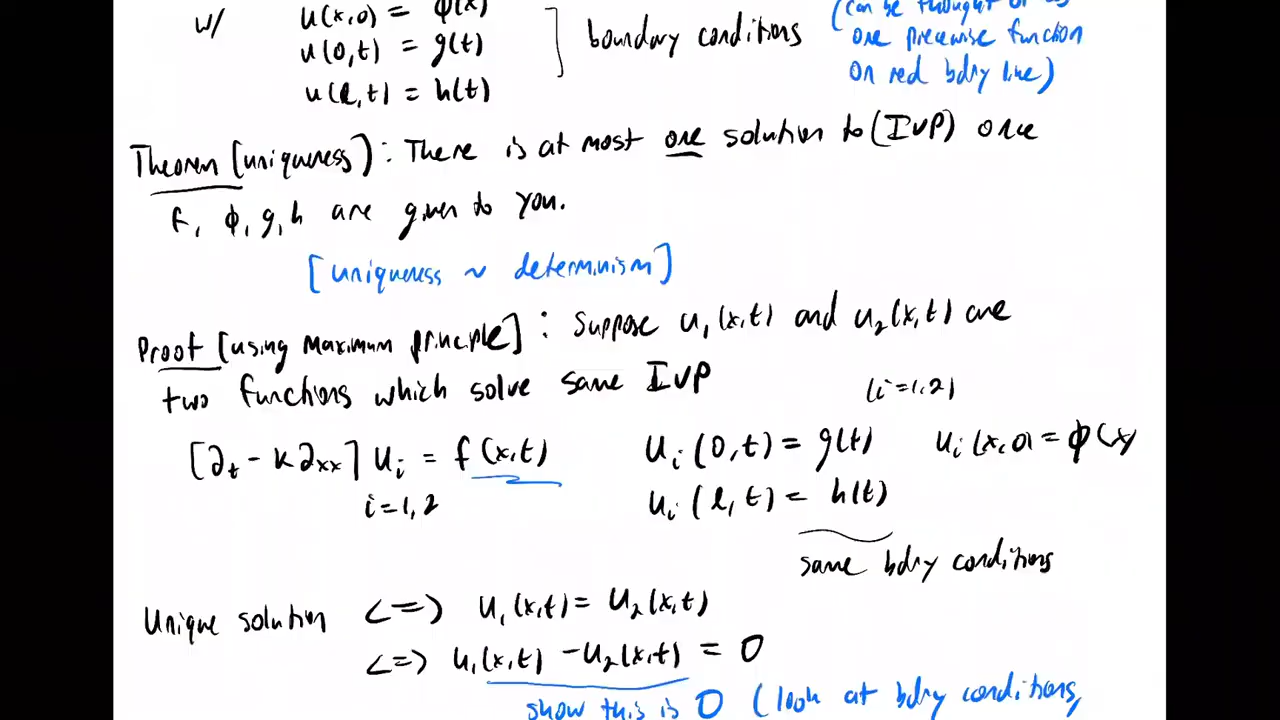 w/ u(x,0) = φ(x)
u(0,t) = g(t) ] boundary conditions
u(l,t) = h(t)
(can be thought of as
one piecewise function
on red bdry line)
Theorem [uniqueness]: There is at most one solution to (IVP) once
f, φ, g, h are given to you.
[uniqueness ~ determinism]
Proof [using maximum principle]: Suppose u₁(x,t) and u₂(x,t) are
two functions which solve same IVP
(i=1,2)
[∂ₜ - k∂ₓₓ] uᵢ = f(x,t) uᵢ(0,t) = g(t) uᵢ(x,0) = φ(x)
i=1,2 uᵢ(l,t) = h(t)
same bdry conditions
Unique solution <=> u₁(x,t) = u₂(x,t)
<=> u₁(x,t) - u₂(x,t) = 0
show this is 0 (look at bdry conditions,